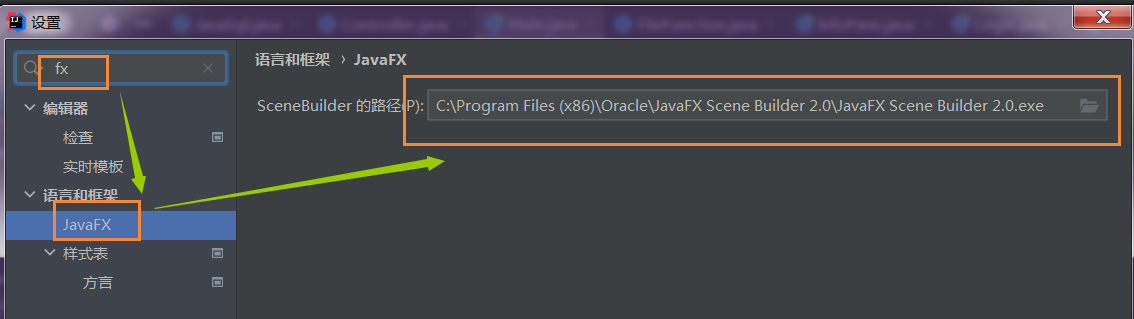 设置
fx
语言和框架 › JavaFX
编辑器
SceneBuilder 的路径(P): C:\Program Files (x86)\Oracle\JavaFX Scene Builder 2.0\JavaFX Scene Builder 2.0.exe
检查
实时模板
语言和框架
JavaFX
样式表
方言